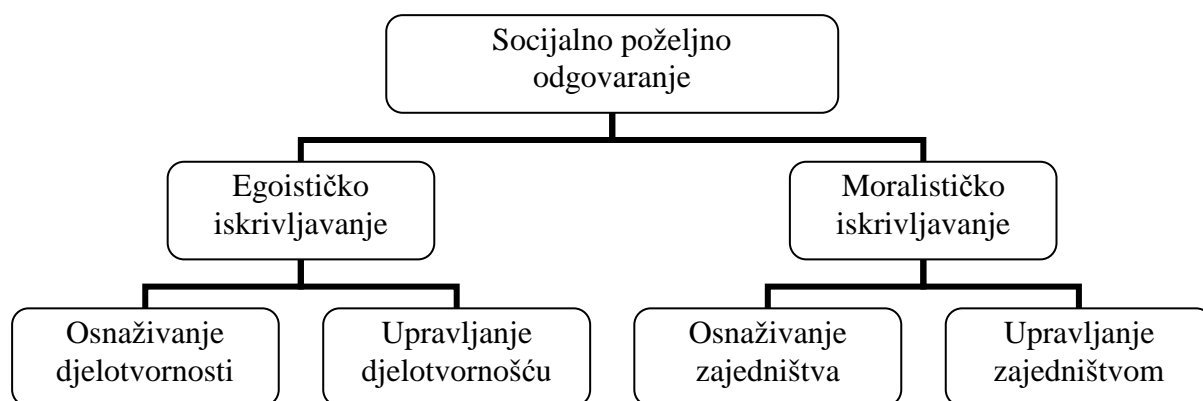 Socijalno poželjno
odgovaranje
Egoističko
iskrivljavanje
Moralističko
iskrivljavanje
Osnaživanje
djelotvornosti
Upravljanje
djelotvornošću
Osnaživanje
zajedništva
Upravljanje
zajedništvom